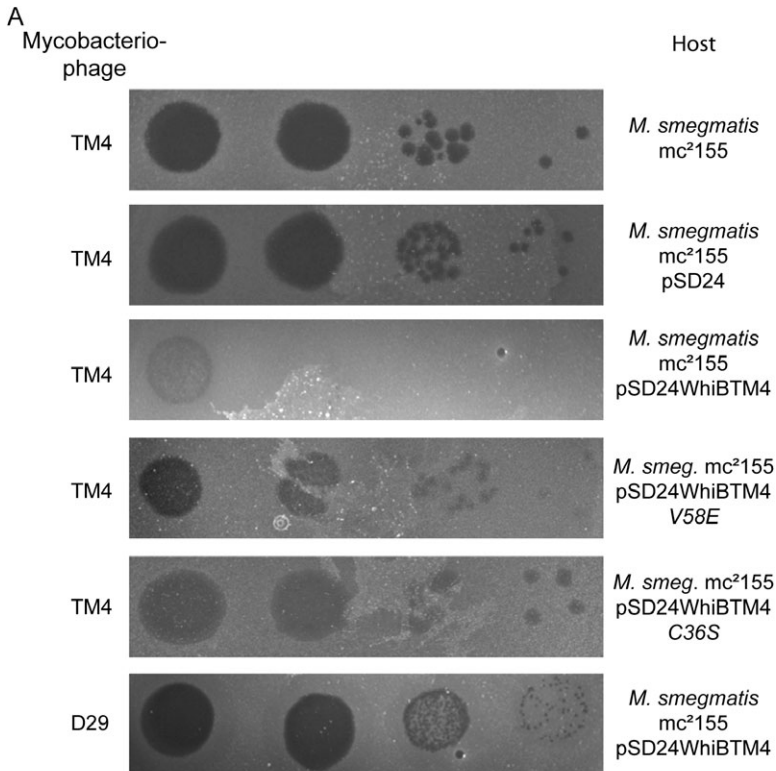 A
Mycobacterio-
phage
Host
TM4
M. smegmatis
mc²155
TM4
M. smegmatis
mc²155
pSD24
TM4
M. smegmatis
mc²155
pSD24WhiBTM4
TM4
M. smeg. mc²155
pSD24WhiBTM4
V58E
TM4
M. smeg. mc²155
pSD24WhiBTM4
C36S
D29
M. smegmatis
mc²155
pSD24WhiBTM4